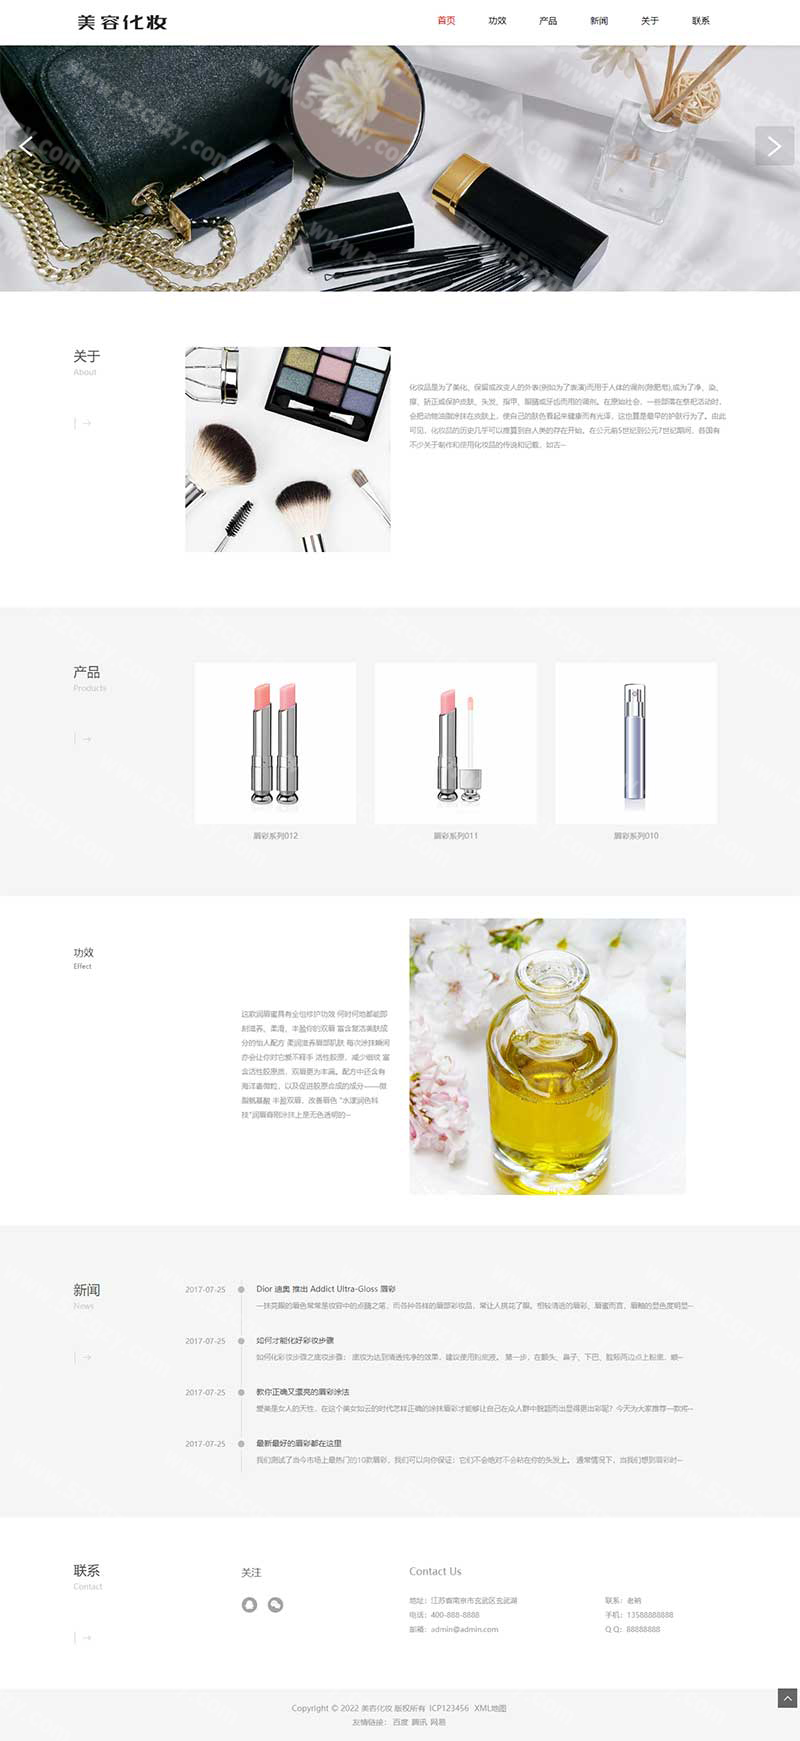 美容化妆
首页 功效 产品 新闻 关于 联系
www.52cgzy.com
关于
About
化妆品是为了美化、保留或改变人的外表(例如为了表演)而用于人体的调剂(除肥皂),或为了净、染、
擦、矫正或保护皮肤、头发、指甲、眼睛或牙齿而用的调剂。在原始社会，一些部落在祭祀活动时，
会把动物油脂涂抹在皮肤上，使自己的肤色看起来健康而有光泽，这也算是最早的护肤行为了。由此
可见，化妆品的历史几乎可以推算到自人类的存在开始。在公元前5世纪到公元7世纪期间，各国有
不少关于制作和使用化妆品的传说和记载，如古···
产品
Products
唇彩系列012
唇彩系列011
唇彩系列010
功效
Effect
这款润唇蜜具有全倍修护功效 何时何地都能即
刻滋养、柔滑、丰盈你的双唇 富含复活美肤成
分的仙人配方 柔润滋养唇部肌肤 每次涂抹瞬间
亦会让你对它爱不释手 活性胶原，减少细纹 富
含活性胶原质，双唇更为丰满。配方中还含有
海洋番微粒，以及促进胶原合成的成分——微
脂氨基酸 丰盈双唇，改善唇色 “水漾润色科
技”润唇膏刚涂抹上是无色透明的···
新闻
News
2017-07-25
Dior 迪奥 推出 Addict Ultra-Gloss 唇彩
一抹亮眼的唇色常常是妆容中的点睛之笔，而各种各样的唇部彩妆品，常让人挑花了眼。相较清透的唇彩、唇蜜而言，唇釉的显色度明显···
2017-07-25
如何才能化好彩妆步骤
如何化彩妆步骤之底妆步骤： 底妆为达到清透纯净的效果，建议使用粉底液。 第一步，在额头、鼻子、下巴、脸颊两边点上粉底，顺···
2017-07-25
教你正确又漂亮的唇彩涂法
爱美是女人的天性，在这个美女如云的时代怎样正确的涂抹唇彩才能够让自己在众人群中脱颖而出显得更出彩呢？今天为大家推荐一款将···
2017-07-25
最新最好的唇彩都在这里
我们测试了当今市场上最热门的10款唇彩，我们可以向你保证：它们不会绝对不会粘在你的头发上。 通常情况下，当我们想到唇彩时···
联系
Contact
关注
Contact Us
地址：江苏省南京市玄武区玄武湖
电话：400-888-8888
邮箱：admin@admin.com
联系：老衲
手机：13588888888
Q Q：88888888
Copyright © 2022 美容化妆 版权所有 ICP123456 XML地图
友情链接： 百度 腾讯 网易